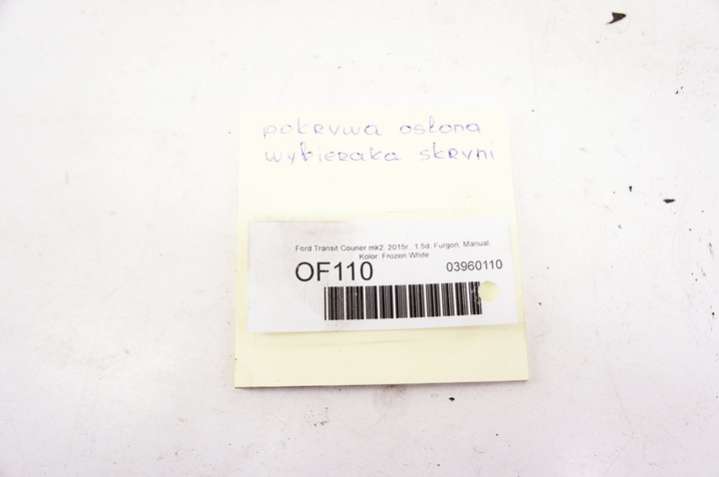 pokrywa osłona
wybieraka skrzyni
Ford Transit Courier mk2. 2015r.. 1.5d. Furgon. Manual.
Kolor: Frozen White
OF110
03960110